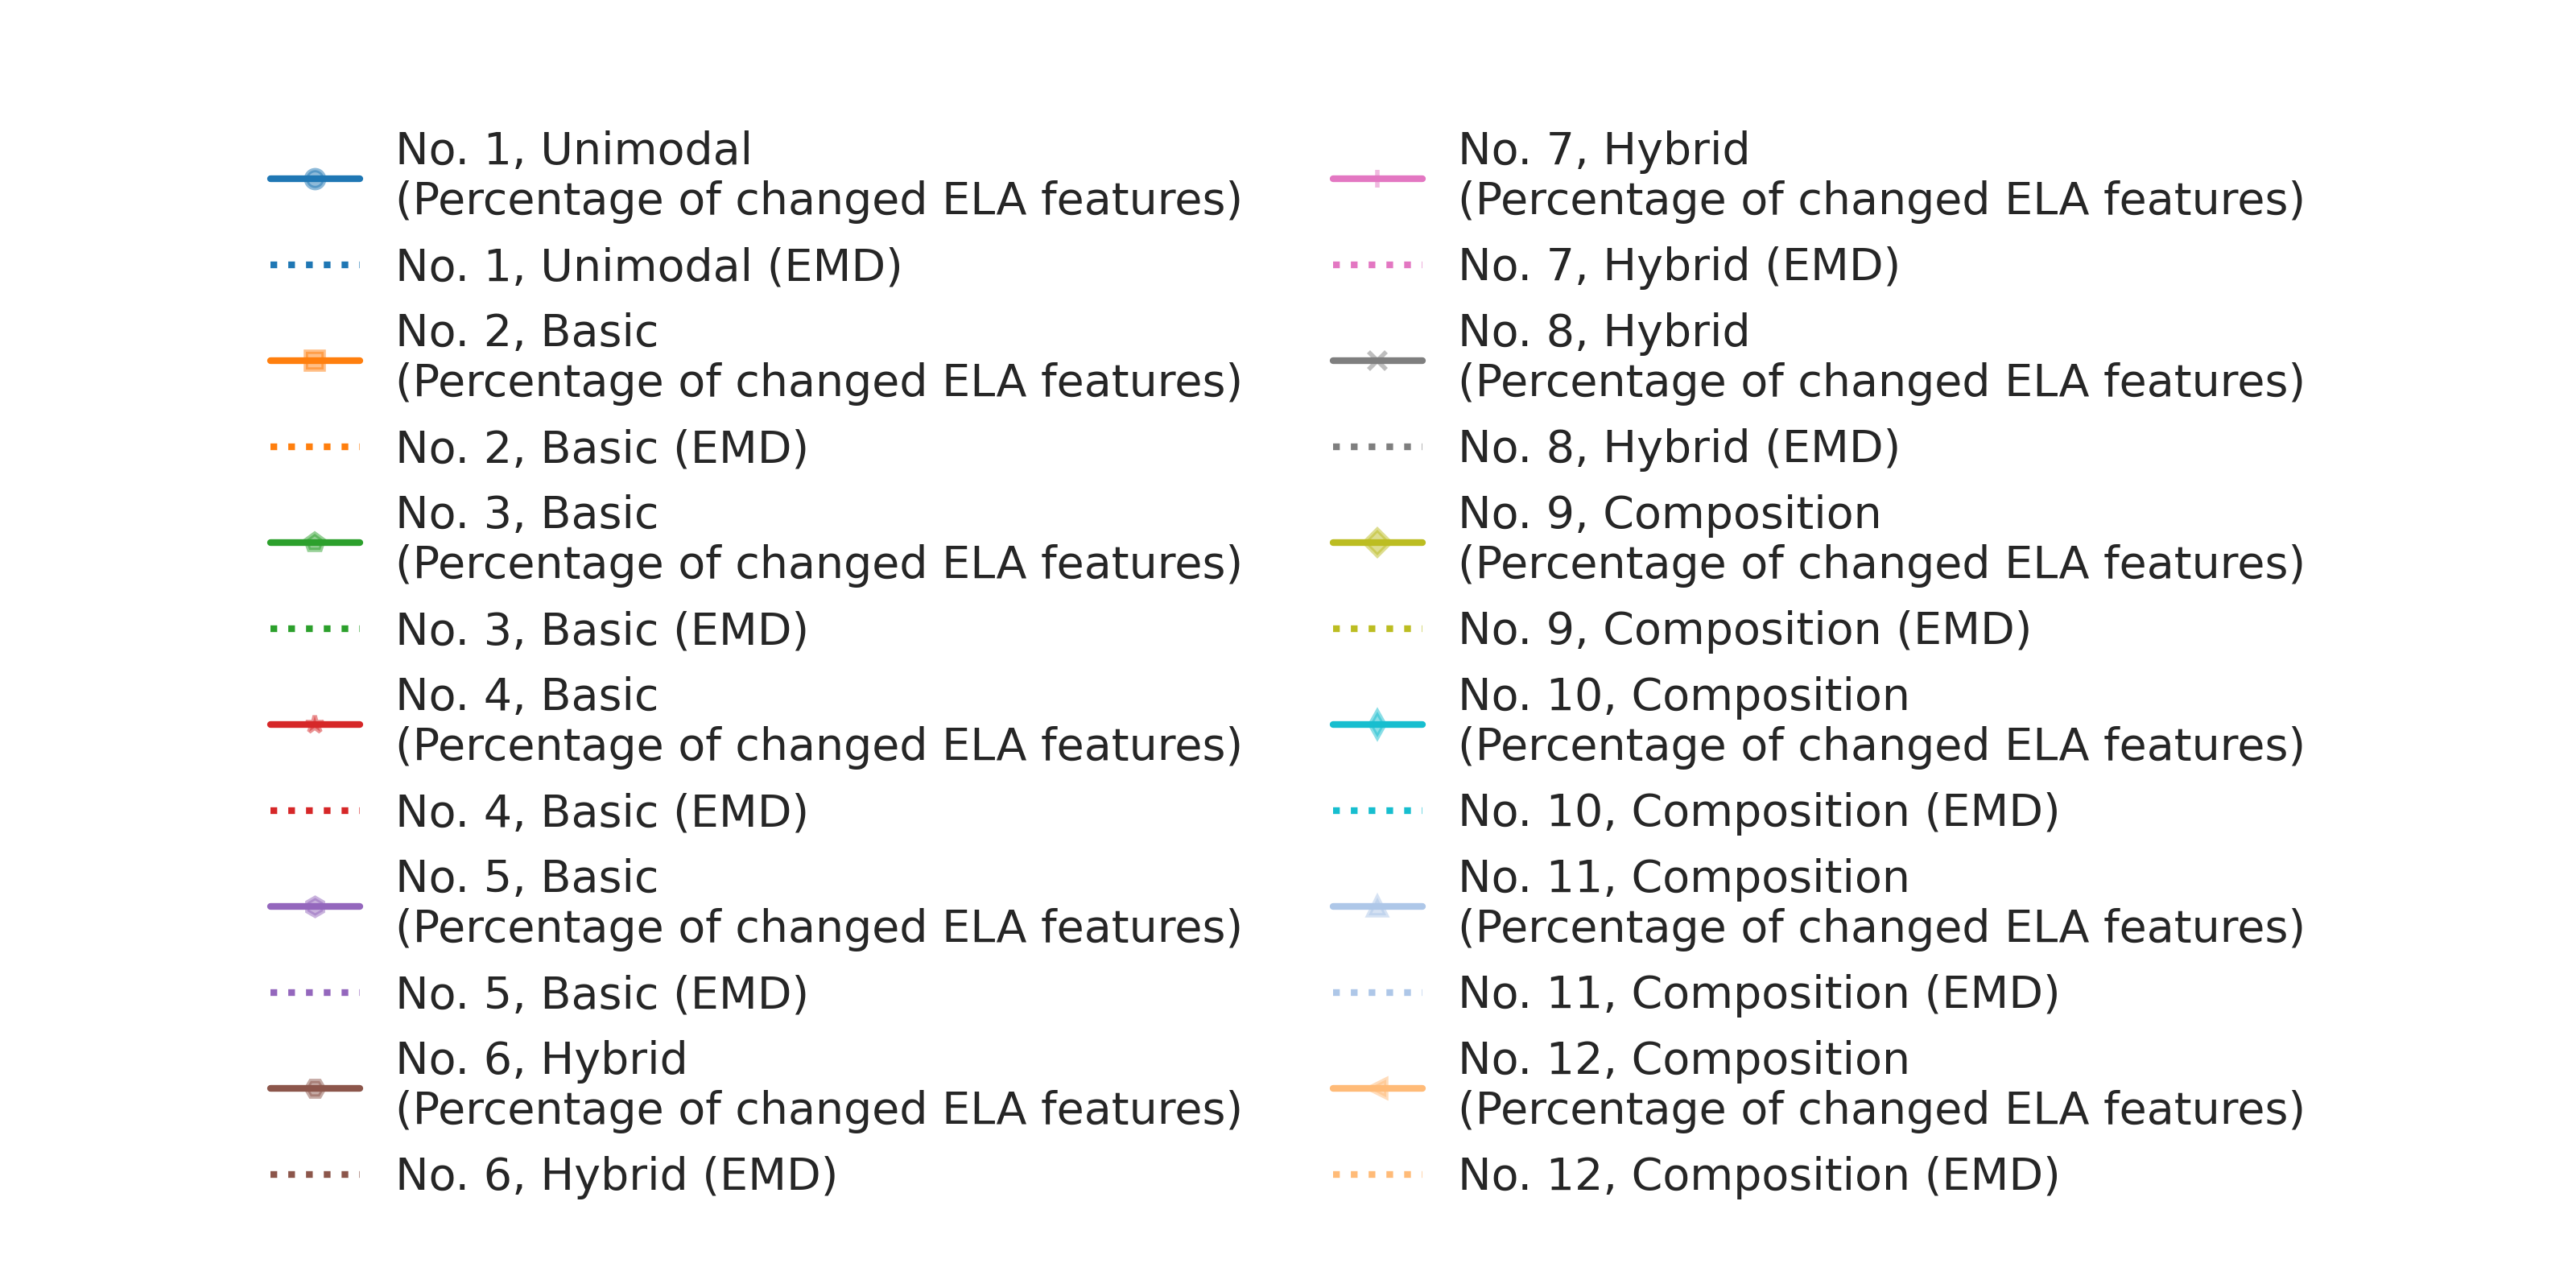 No. 1, Unimodal
(Percentage of changed ELA features)
No. 1, Unimodal (EMD)
No. 2, Basic
(Percentage of changed ELA features)
No. 2, Basic (EMD)
No. 3, Basic
(Percentage of changed ELA features)
No. 3, Basic (EMD)
No. 4, Basic
(Percentage of changed ELA features)
No. 4, Basic (EMD)
No. 5, Basic
(Percentage of changed ELA features)
No. 5, Basic (EMD)
No. 6, Hybrid
(Percentage of changed ELA features)
No. 6, Hybrid (EMD)
No. 7, Hybrid
(Percentage of changed ELA features)
No. 7, Hybrid (EMD)
No. 8, Hybrid
(Percentage of changed ELA features)
No. 8, Hybrid (EMD)
No. 9, Composition
(Percentage of changed ELA features)
No. 9, Composition (EMD)
No. 10, Composition
(Percentage of changed ELA features)
No. 10, Composition (EMD)
No. 11, Composition
(Percentage of changed ELA features)
No. 11, Composition (EMD)
No. 12, Composition
(Percentage of changed ELA features)
No. 12, Composition (EMD)